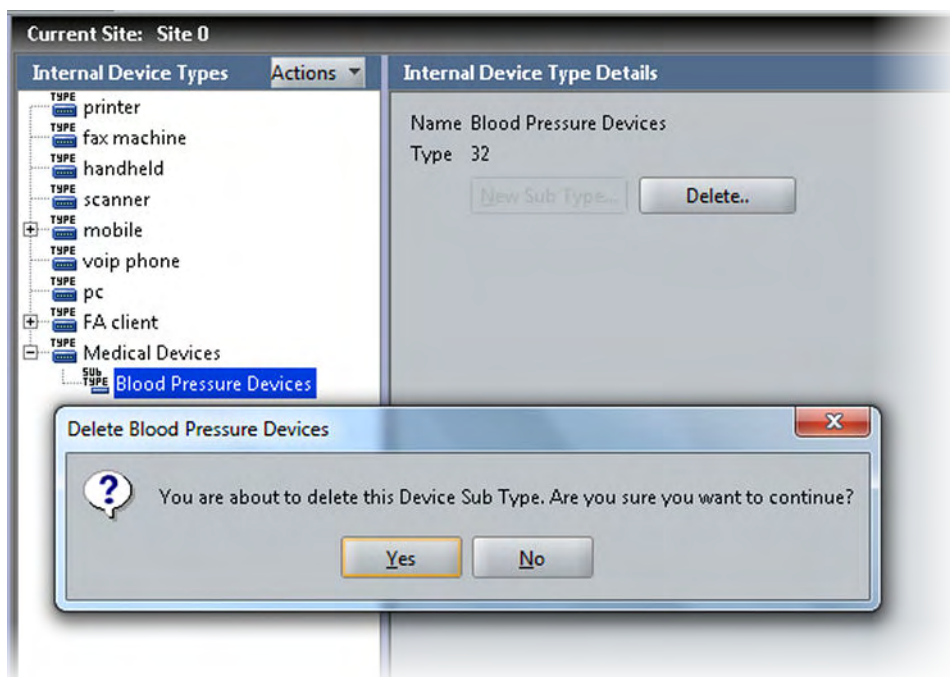 Current Site: Site 0
Internal Device Types Actions
Internal Device Type Details
TYPE printer
TYPE fax machine
TYPE handheld
TYPE scanner
TYPE mobile
TYPE voip phone
TYPE pc
TYPE FA client
TYPE Medical Devices
SUB TYPE Blood Pressure Devices
Name Blood Pressure Devices
Type 32
New Sub Type... Delete..
Delete Blood Pressure Devices
You are about to delete this Device Sub Type. Are you sure you want to continue?
Yes No